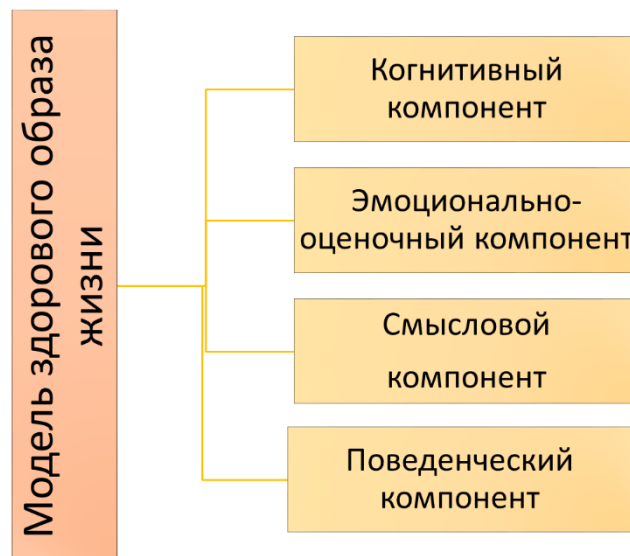 Модель здорового образа
жизни
Когнитивный
компонент
Эмоционально-
оценочный компонент
Смысловой
компонент
Поведенческий
компонент